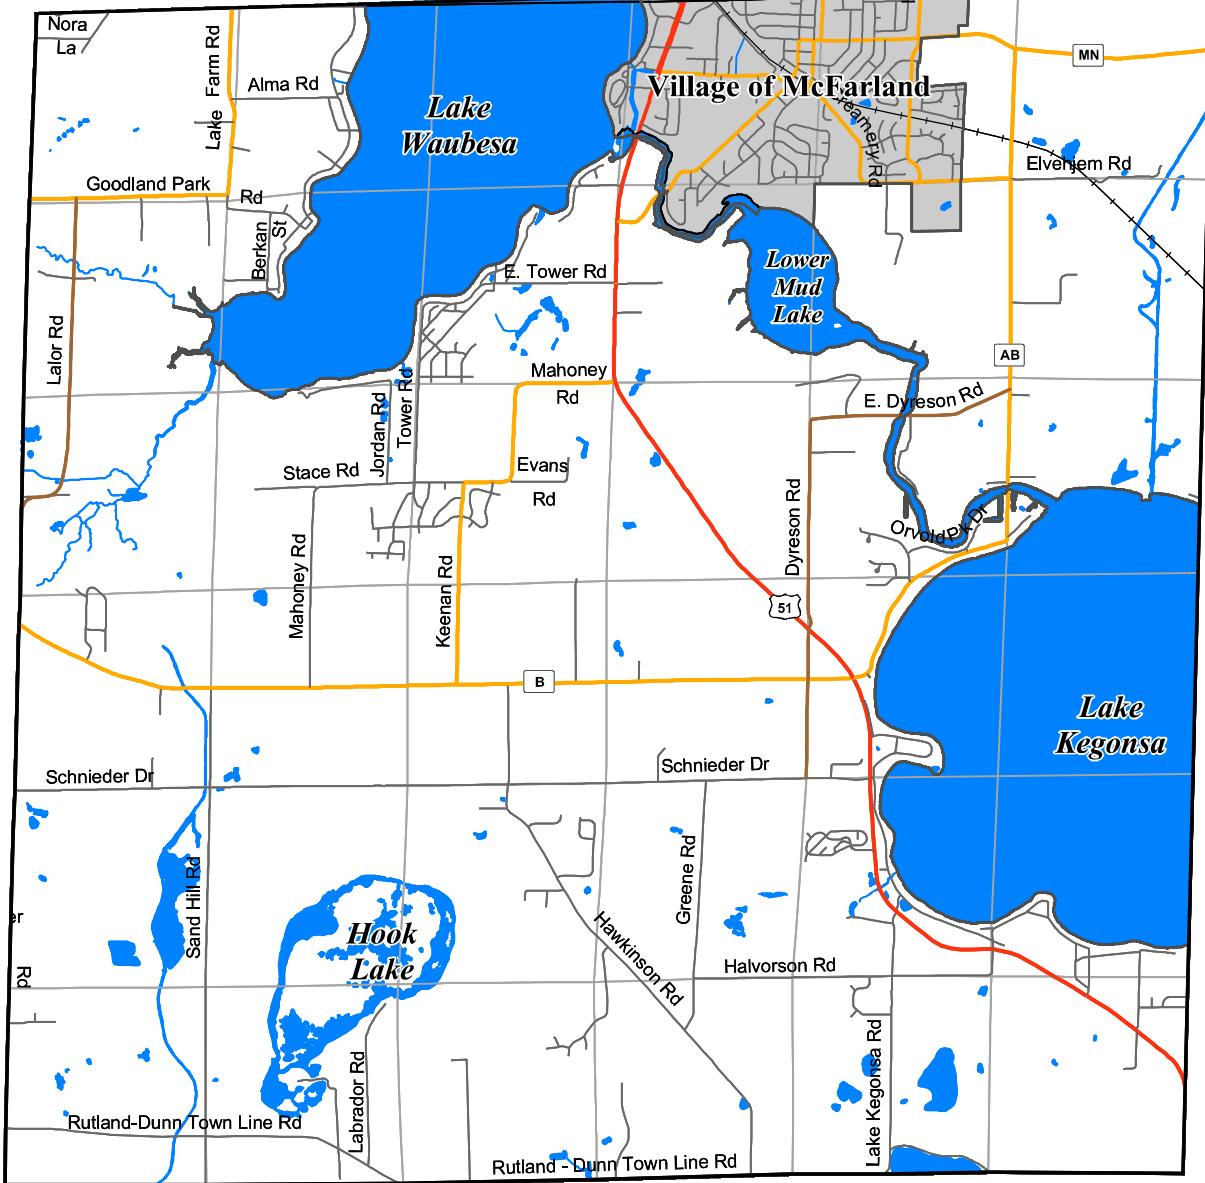 Nora
La
Lake Farm Rd
Alma Rd
Lake
Waubesa
Village of McFarland
MN
Creamery Rd
Elvehjem Rd
Goodland Park
Rd
Berkan
St
E. Tower Rd
Lower
Mud
Lake
Lalor Rd
AB
Mahoney
Rd
E. Dyreson Rd
Jordan Rd
Tower Rd
Stace Rd
Evans
Rd
Dyreson Rd
Orvold Pk Dr
Mahoney Rd
Keenan Rd
51
B
Lake
Kegonsa
Schnieder Dr
Schnieder Dr
Sand Hill Rd
Greene Rd
er
Rd
Hook
Lake
Hawkinson Rd
Halvorson Rd
Labrador Rd
Lake Kegonsa Rd
Rutland-Dunn Town Line Rd
Rutland - Dunn Town Line Rd